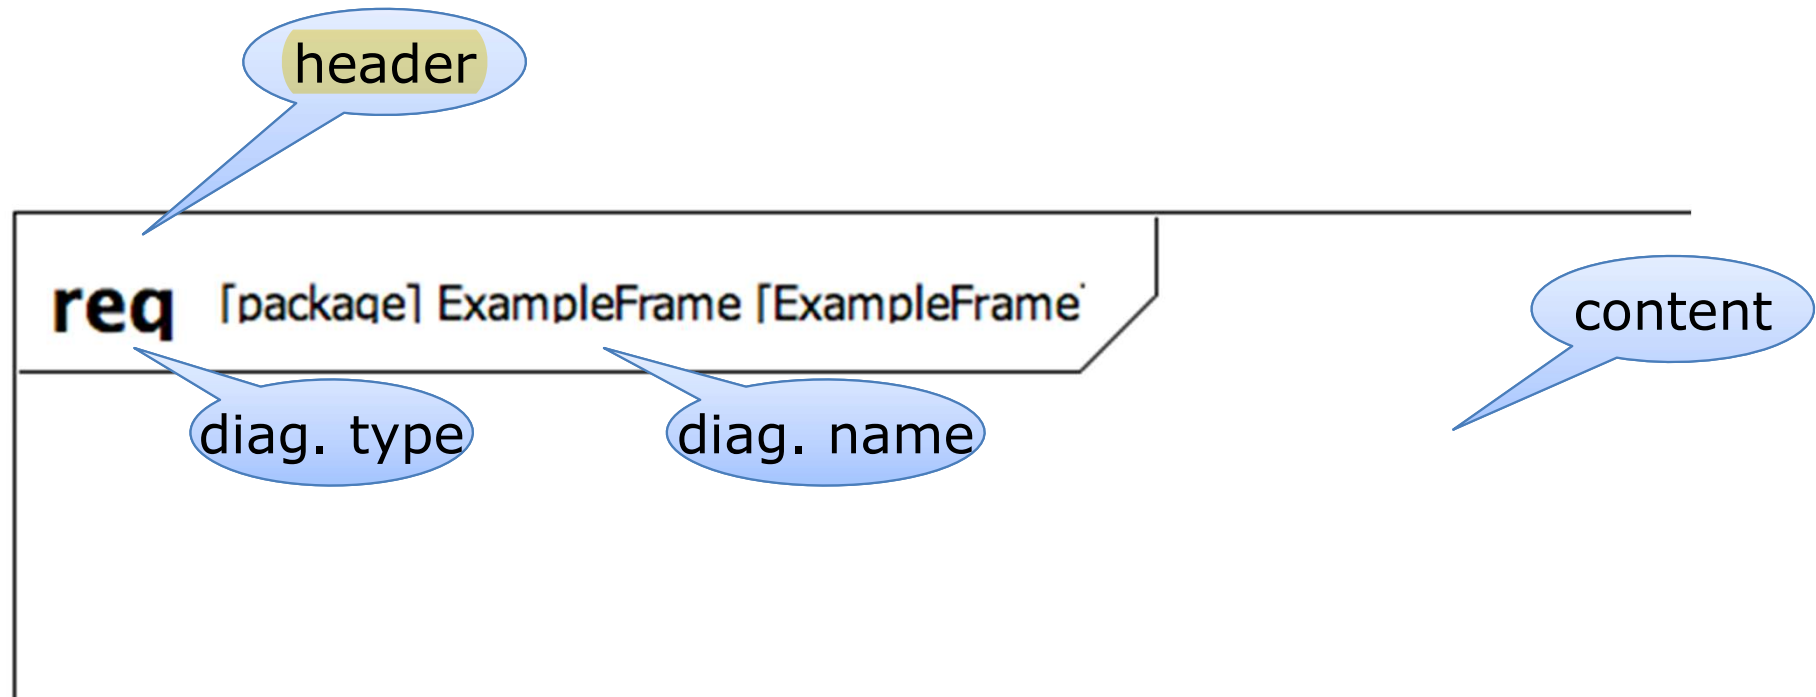 header
req [package] ExampleFrame [ExampleFrame
content
diag. type
diag. name